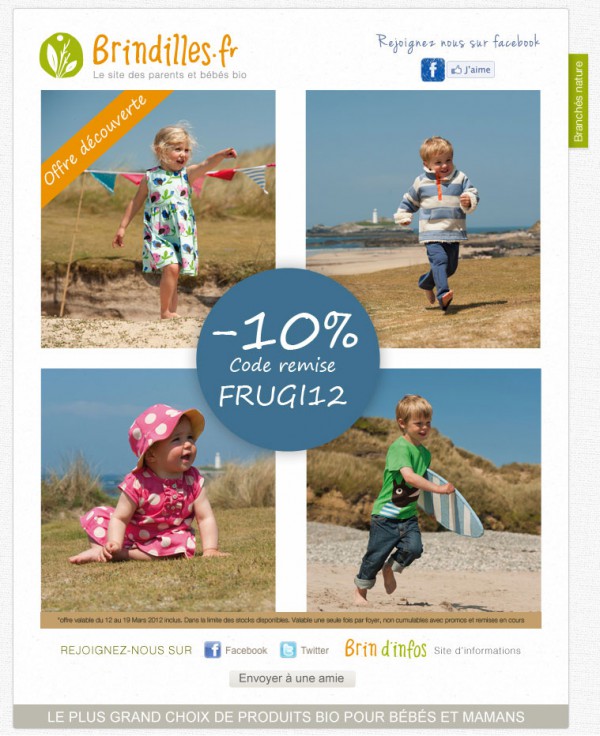 Brindilles.fr
Le site des parents et bébés bio
Rejoignez nous sur facebook
f J'aime
Branchés nature
Offre découverte
-10%
Code remise
FRUGI12
*offre valable du 12 au 19 Mars 2012 inclus. Dans la limite des stocks disponibles. Valable une seule fois par foyer, non cumulables avec promos et remises en cours
REJOIGNEZ-NOUS SUR f Facebook t Twitter Brin d'infos Site d'informations
Envoyer à une amie
LE PLUS GRAND CHOIX DE PRODUITS BIO POUR BÉBÉS ET MAMANS